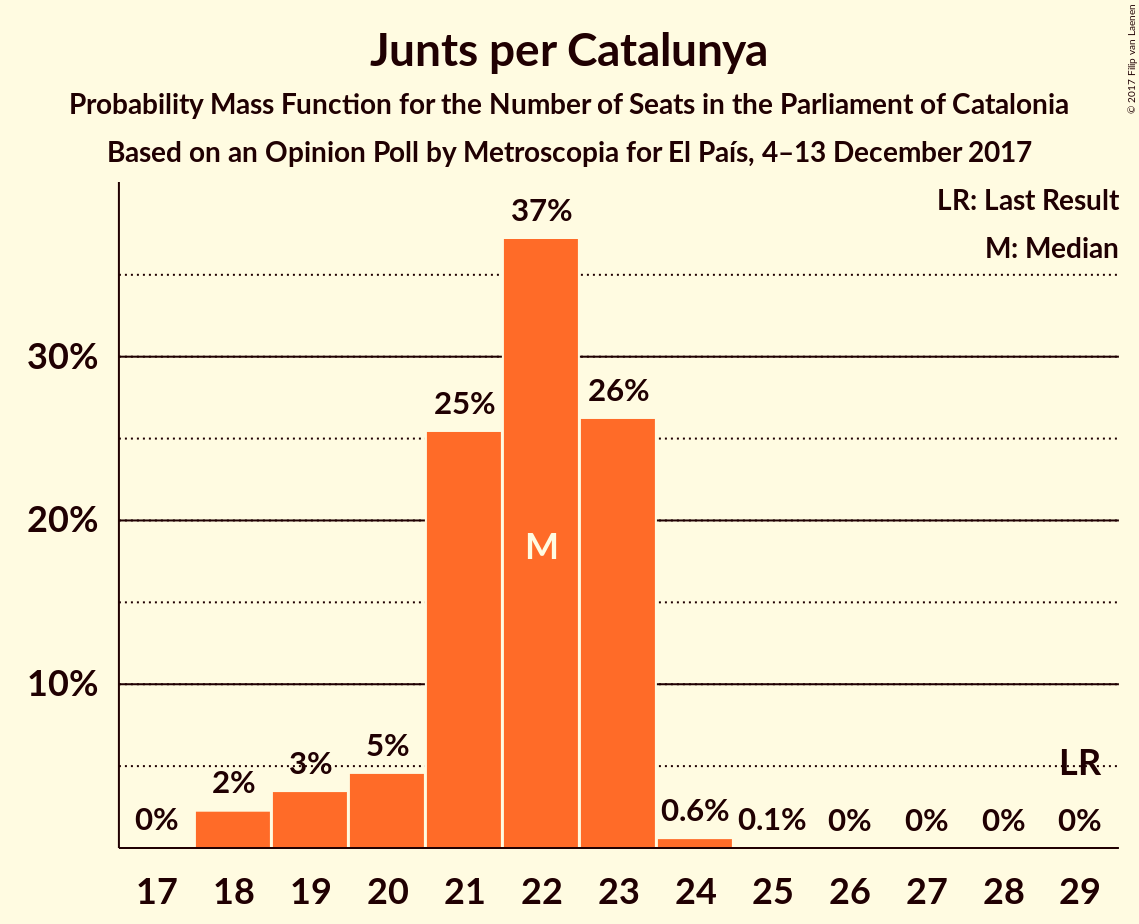 Junts per Catalunya
Probability Mass Function for the Number of Seats in the Parliament of Catalonia
Based on an Opinion Poll by Metroscopia for El País, 4–13 December 2017
© 2017 Filip van Laenen
LR: Last Result
M: Median
30%
20%
10%
0%
2%
3%
5%
25%
37%
26%
0.6%
0.1%
0%
0%
0%
0%
M
LR
17 18 19 20 21 22 23 24 25 26 27 28 29